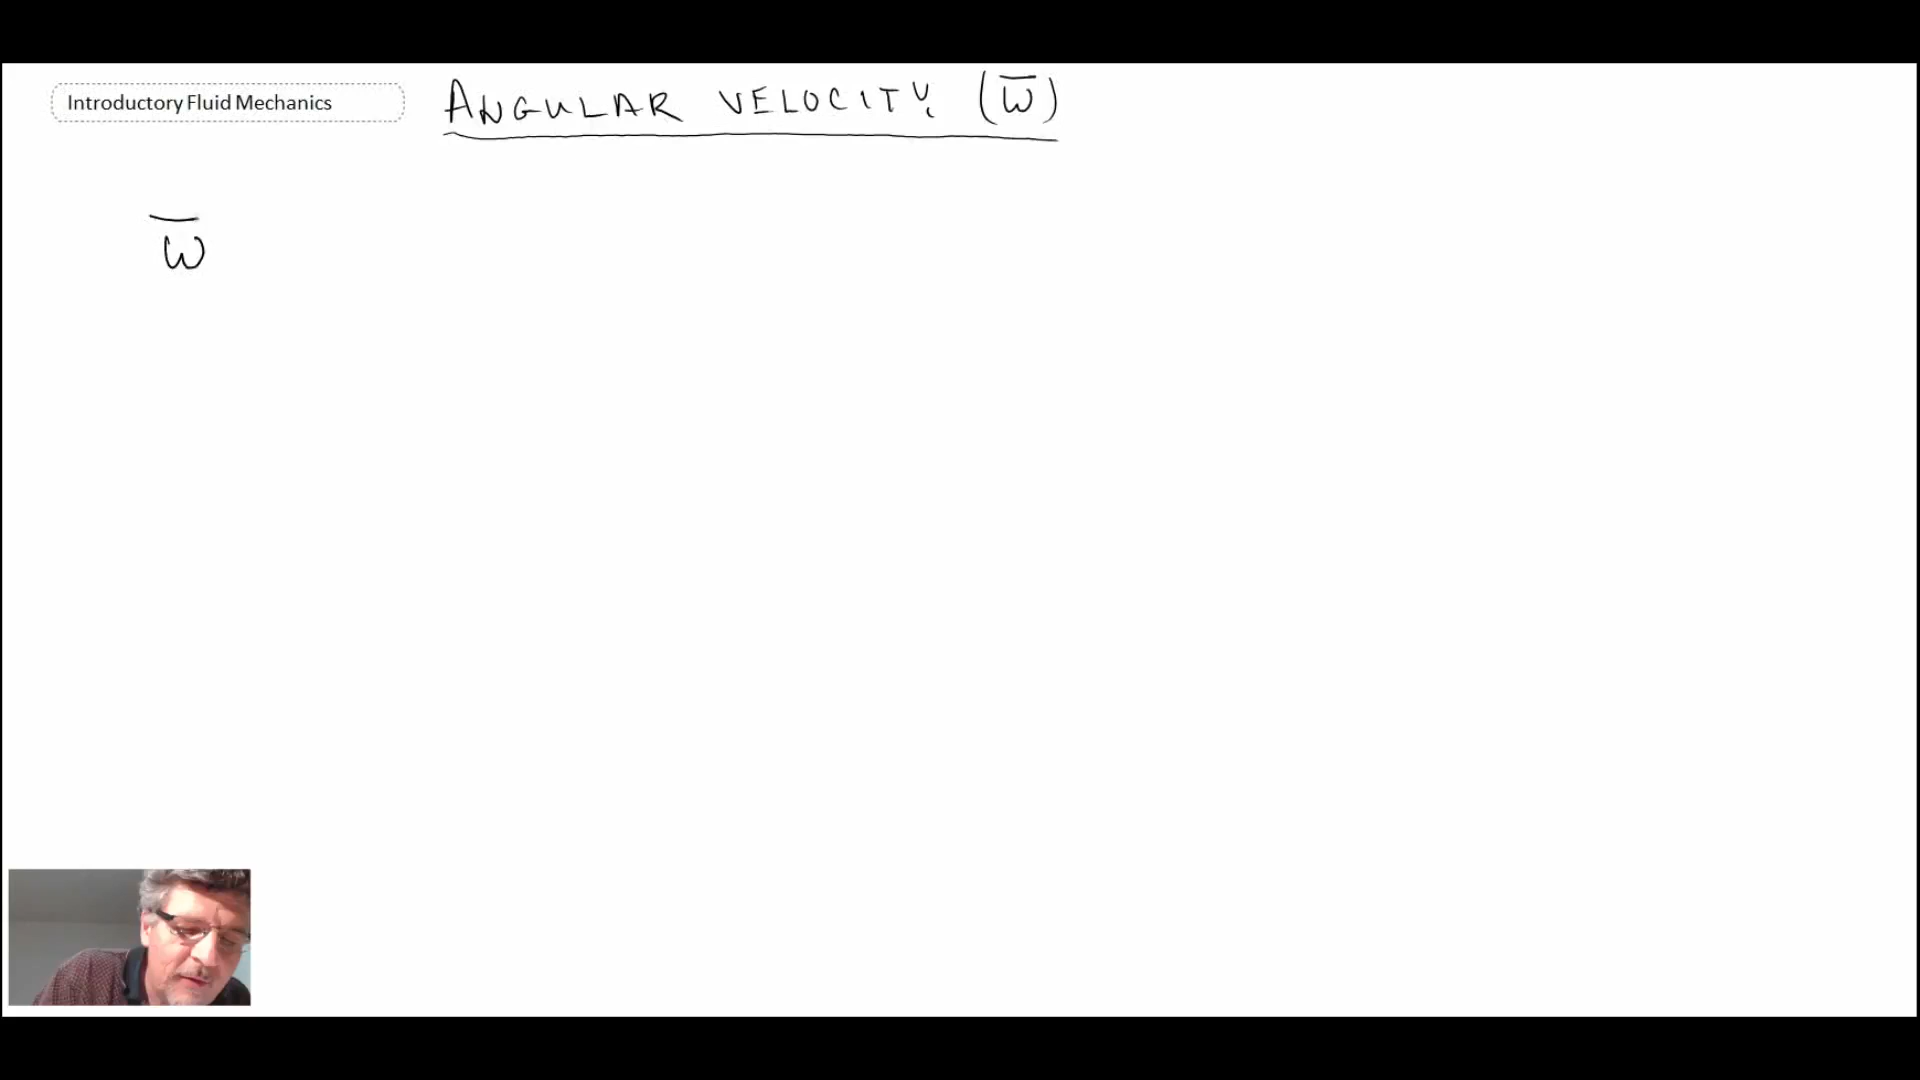 Introductory Fluid Mechanics
ANGULAR VELOCITY (ω̅)
ω̅